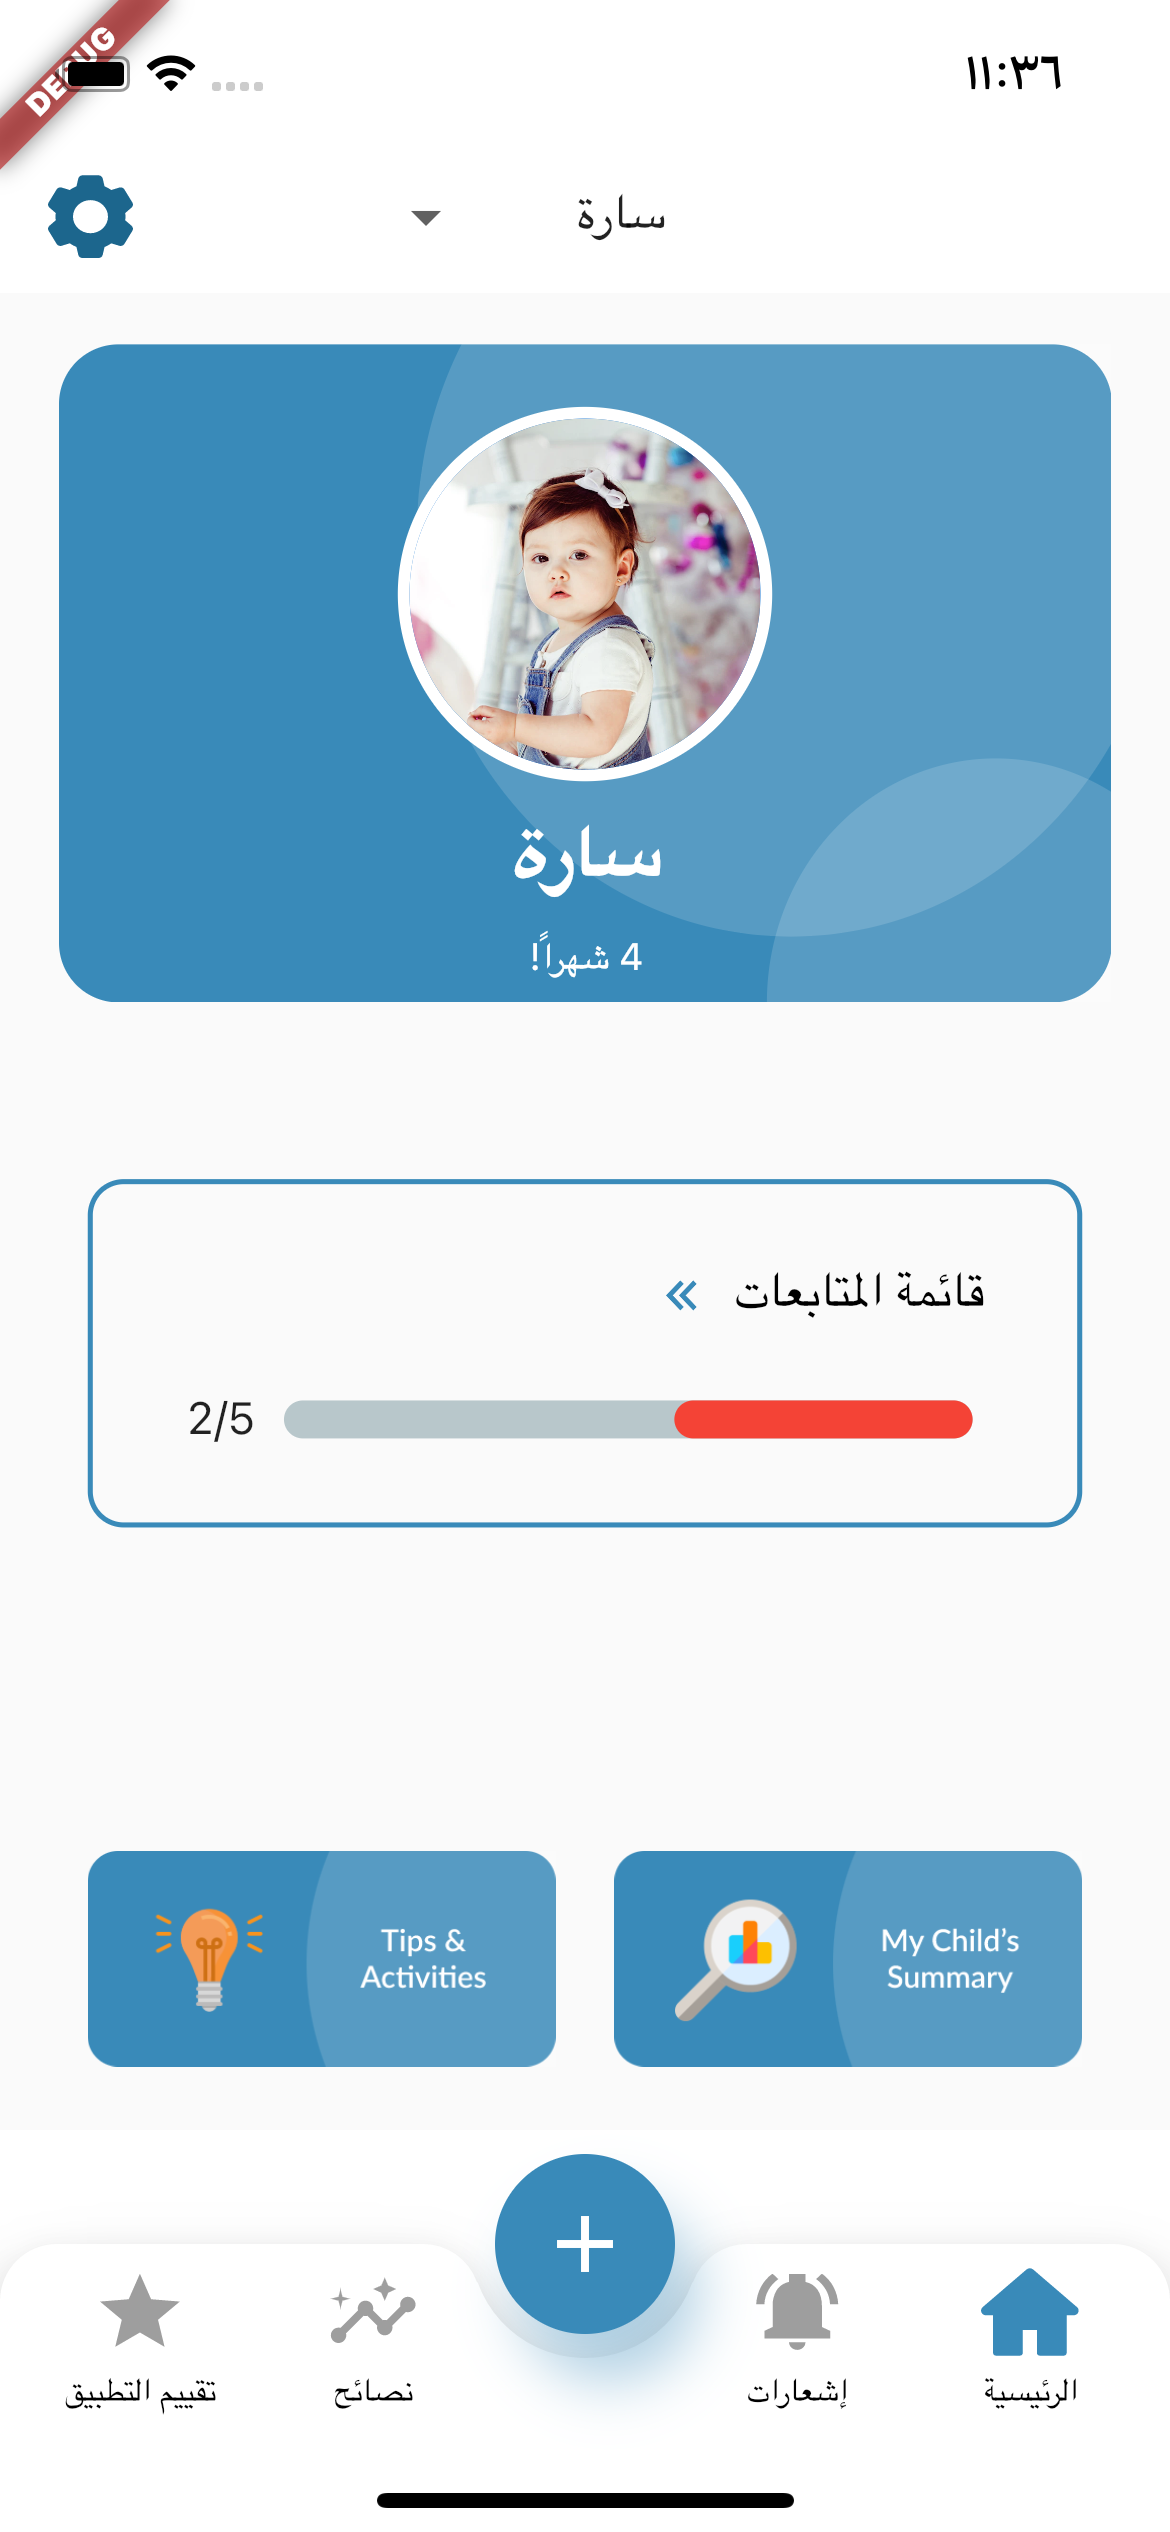 DEBUG
١١:٣٦
سارة
سارة
4 شهراً!
قائمة المتابعات
2/5
My Child's
Summary
Tips &
Activities
الرئيسية
إشعارات
نصائح
تقييم التطبيق